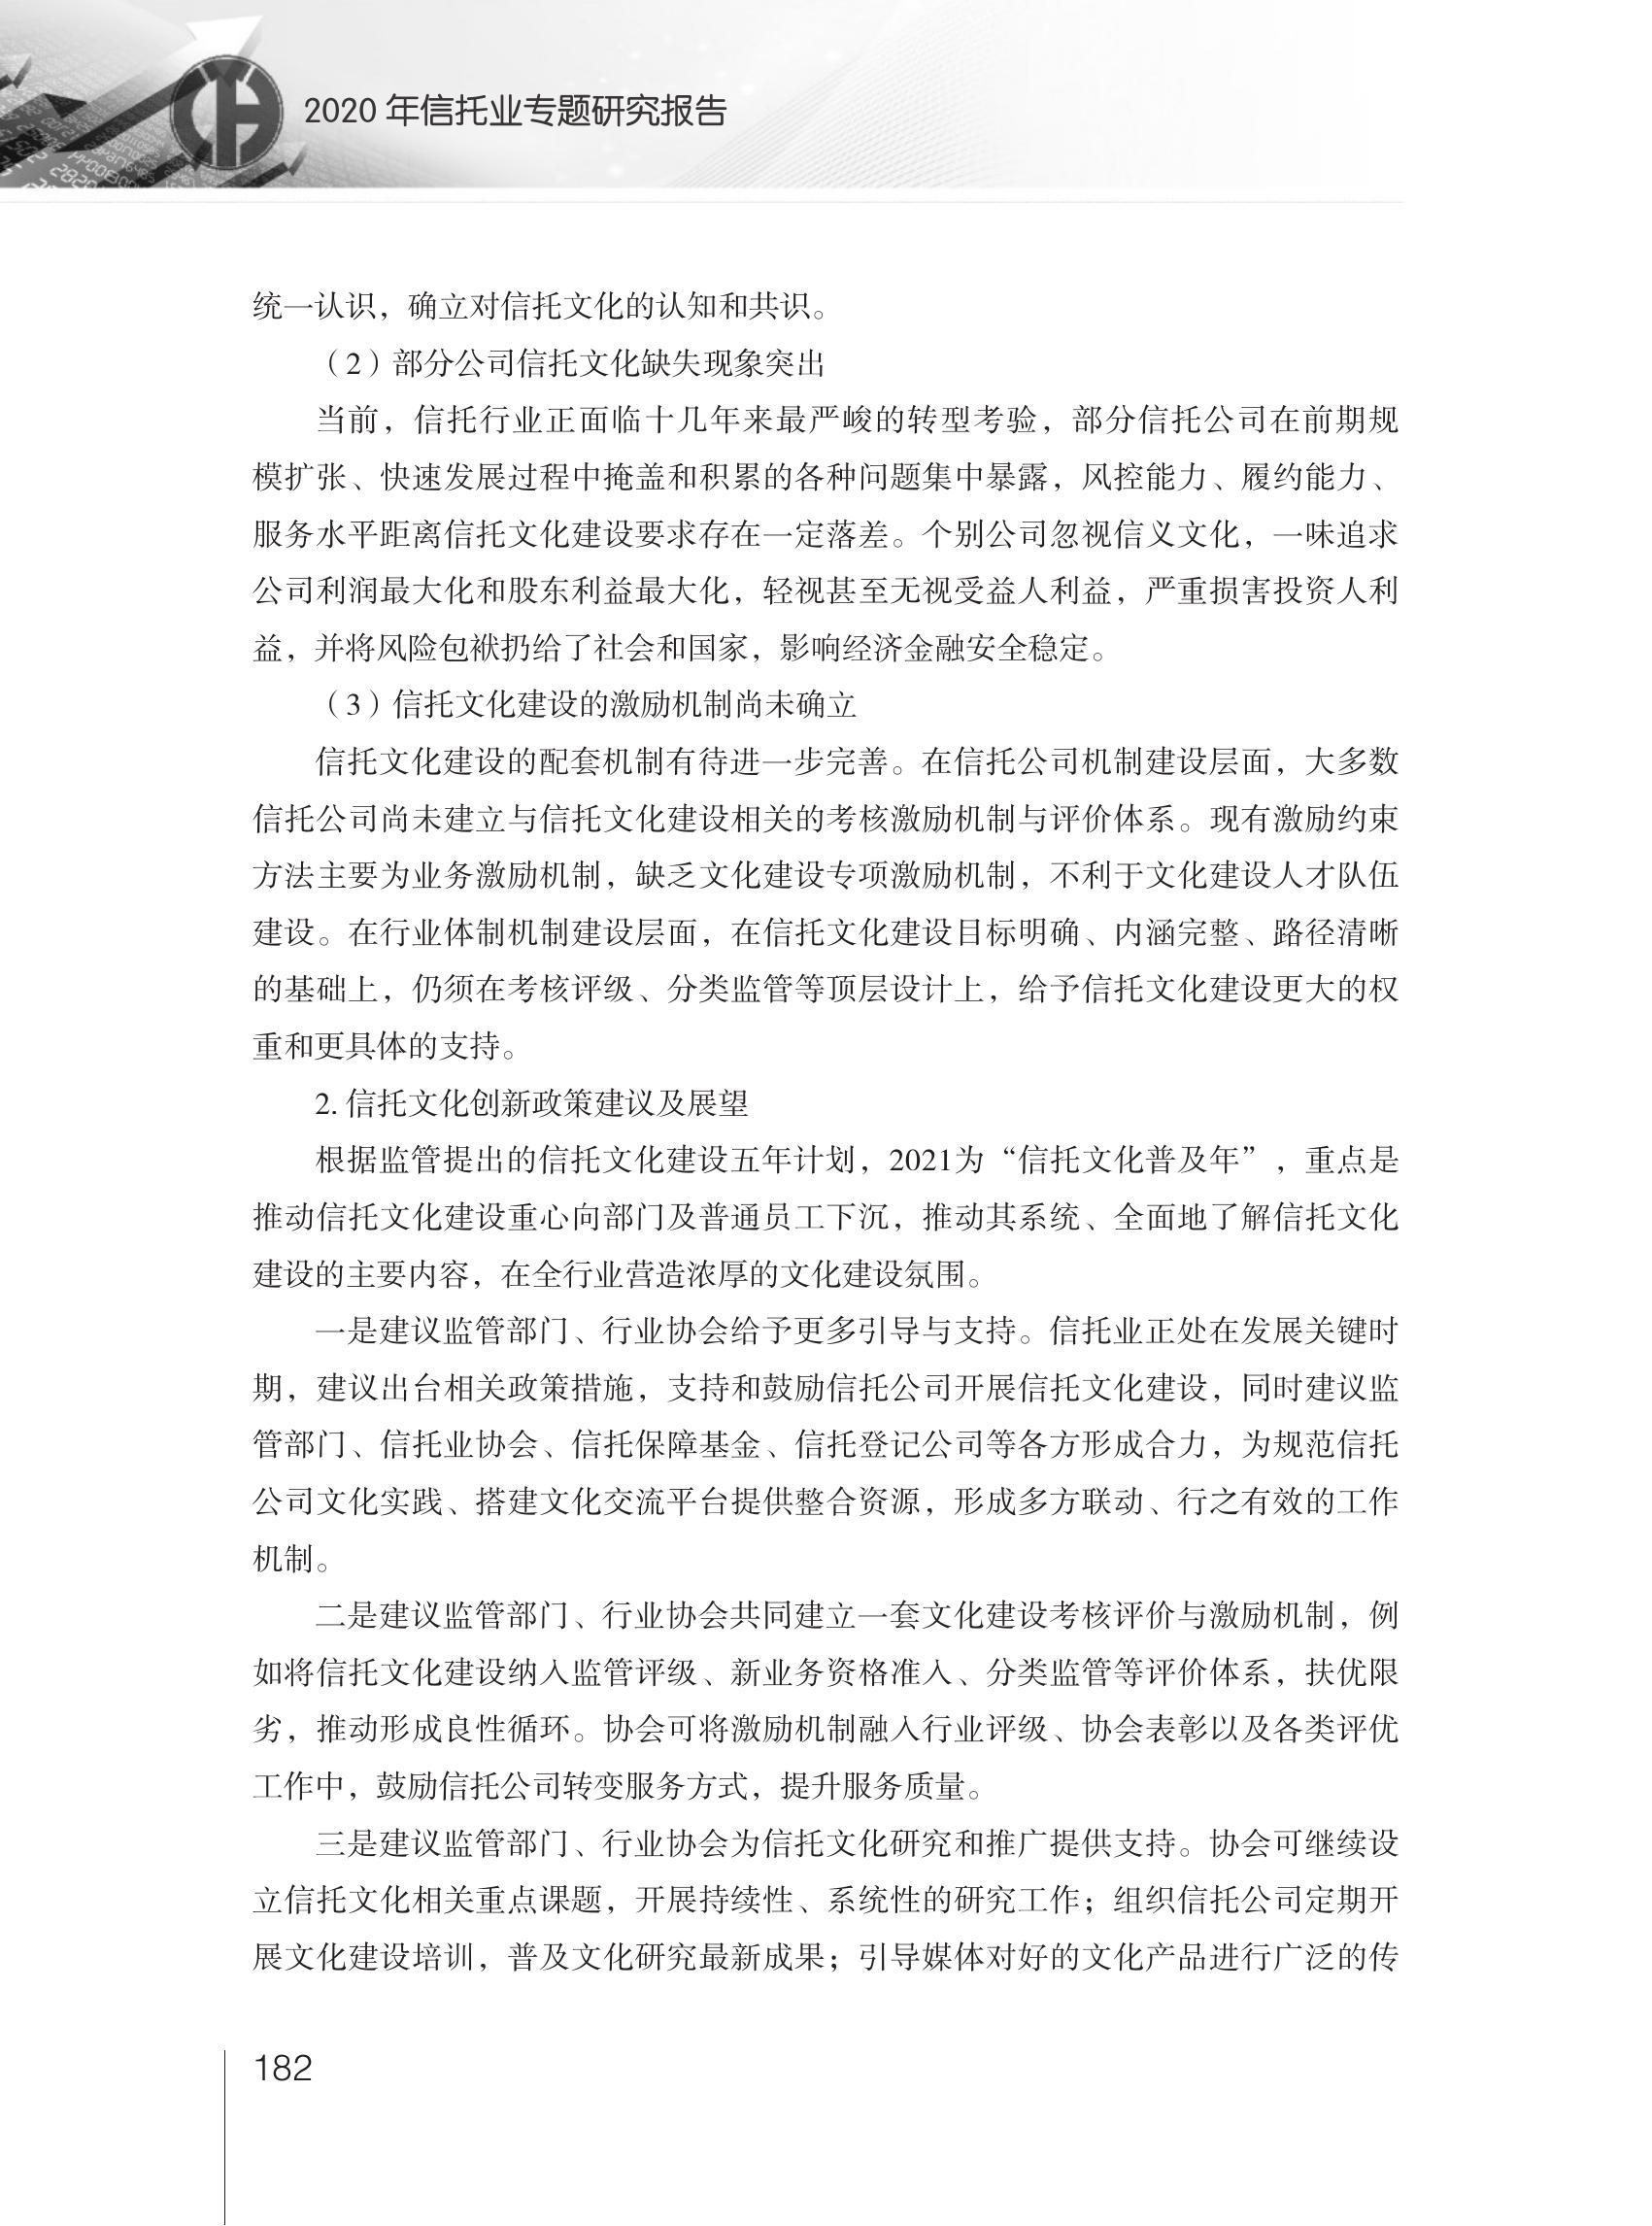 2020 年信托业专题研究报告
统一认识，确立对信托文化的认知和共识。
（2）部分公司信托文化缺失现象突出
当前，信托行业正面临十几年来最严峻的转型考验，部分信托公司在前期规
模扩张、快速发展过程中掩盖和积累的各种问题集中暴露，风控能力、履约能力、
服务水平距离信托文化建设要求存在一定落差。个别公司忽视信义文化，一味追求
公司利润最大化和股东利益最大化，轻视甚至无视受益人利益，严重损害投资人利
益，并将风险包袱扔给了社会和国家，影响经济金融安全稳定。
（3）信托文化建设的激励机制尚未确立
信托文化建设的配套机制有待进一步完善。在信托公司机制建设层面，大多数
信托公司尚未建立与信托文化建设相关的考核激励机制与评价体系。现有激励约束
方法主要为业务激励机制，缺乏文化建设专项激励机制，不利于文化建设人才队伍
建设。在行业体制机制建设层面，在信托文化建设目标明确、内涵完整、路径清晰
的基础上，仍须在考核评级、分类监管等顶层设计上，给予信托文化建设更大的权
重和更具体的支持。
2. 信托文化创新政策建议及展望
根据监管提出的信托文化建设五年计划，2021为“信托文化普及年”，重点是
推动信托文化建设重心向部门及普通员工下沉，推动其系统、全面地了解信托文化
建设的主要内容，在全行业营造浓厚的文化建设氛围。
一是建议监管部门、行业协会给予更多引导与支持。信托业正处在发展关键时
期，建议出台相关政策措施，支持和鼓励信托公司开展信托文化建设，同时建议监
管部门、信托业协会、信托保障基金、信托登记公司等各方形成合力，为规范信托
公司文化实践、搭建文化交流平台提供整合资源，形成多方联动、行之有效的工作
机制。
二是建议监管部门、行业协会共同建立一套文化建设考核评价与激励机制，例
如将信托文化建设纳入监管评级、新业务资格准入、分类监管等评价体系，扶优限
劣，推动形成良性循环。协会可将激励机制融入行业评级、协会表彰以及各类评优
工作中，鼓励信托公司转变服务方式，提升服务质量。
三是建议监管部门、行业协会为信托文化研究和推广提供支持。协会可继续设
立信托文化相关重点课题，开展持续性、系统性的研究工作；组织信托公司定期开
展文化建设培训，普及文化研究最新成果；引导媒体对好的文化产品进行广泛的传
182